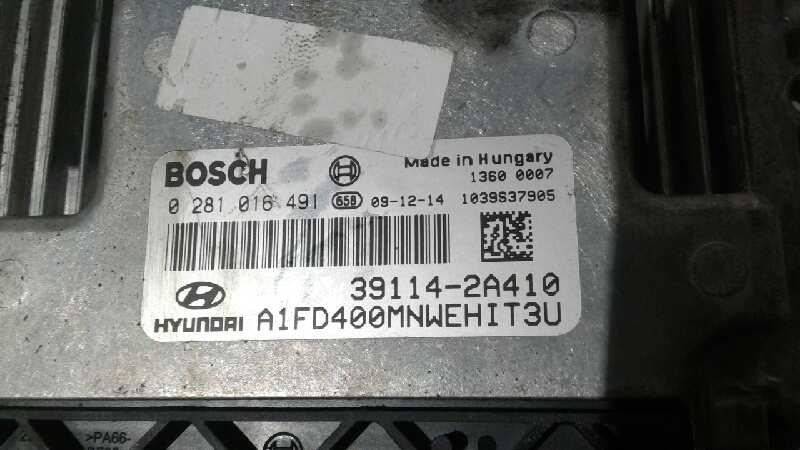 BOSCH
Made in Hungary
1360 0007
0 281 016 491 658 09-12-14 1039S37905
39114-2A410
HYUNDAI A1FD400MNWEHIT3U
>PA66-